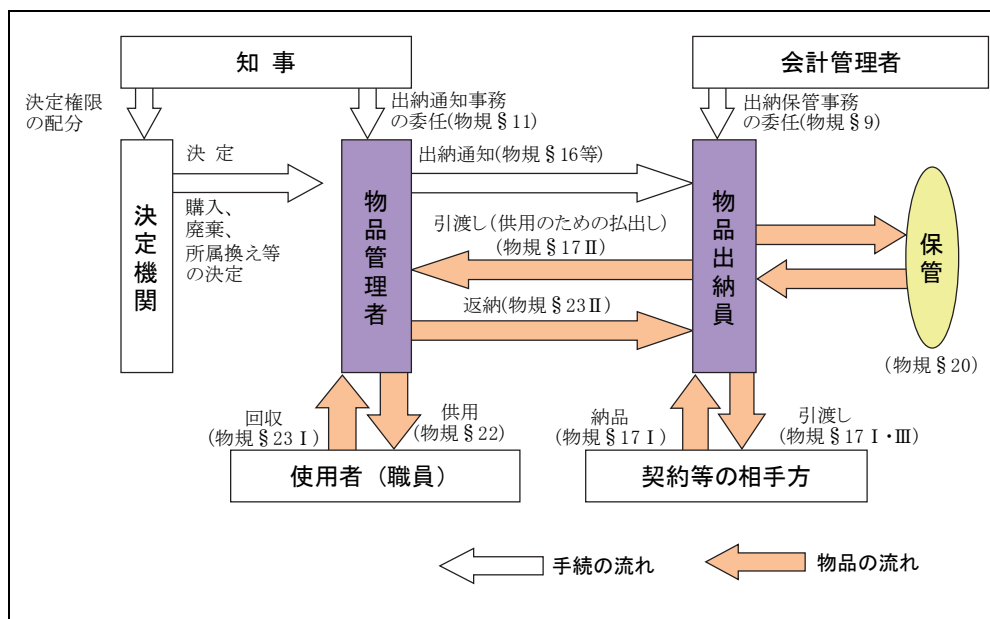 知 事
会計管理者
決定権限
の配分
出納通知事務
の委任(物規§11)
出納保管事務
の委任(物規§9)
決定機関
決 定
購入、
廃棄、
所属換え等
の決定
物品管理者
出納通知(物規§16等)
引渡し(供用のための払出し)
(物規§17Ⅱ)
返納(物規§23Ⅱ)
物品出納員
保管
(物規§20)
回収
(物規§23Ⅰ)
供用
(物規§22)
納品
(物規§17Ⅰ)
引渡し
(物規§17Ⅰ・Ⅲ)
使用者（職員）
契約等の相手方
手続の流れ
物品の流れ